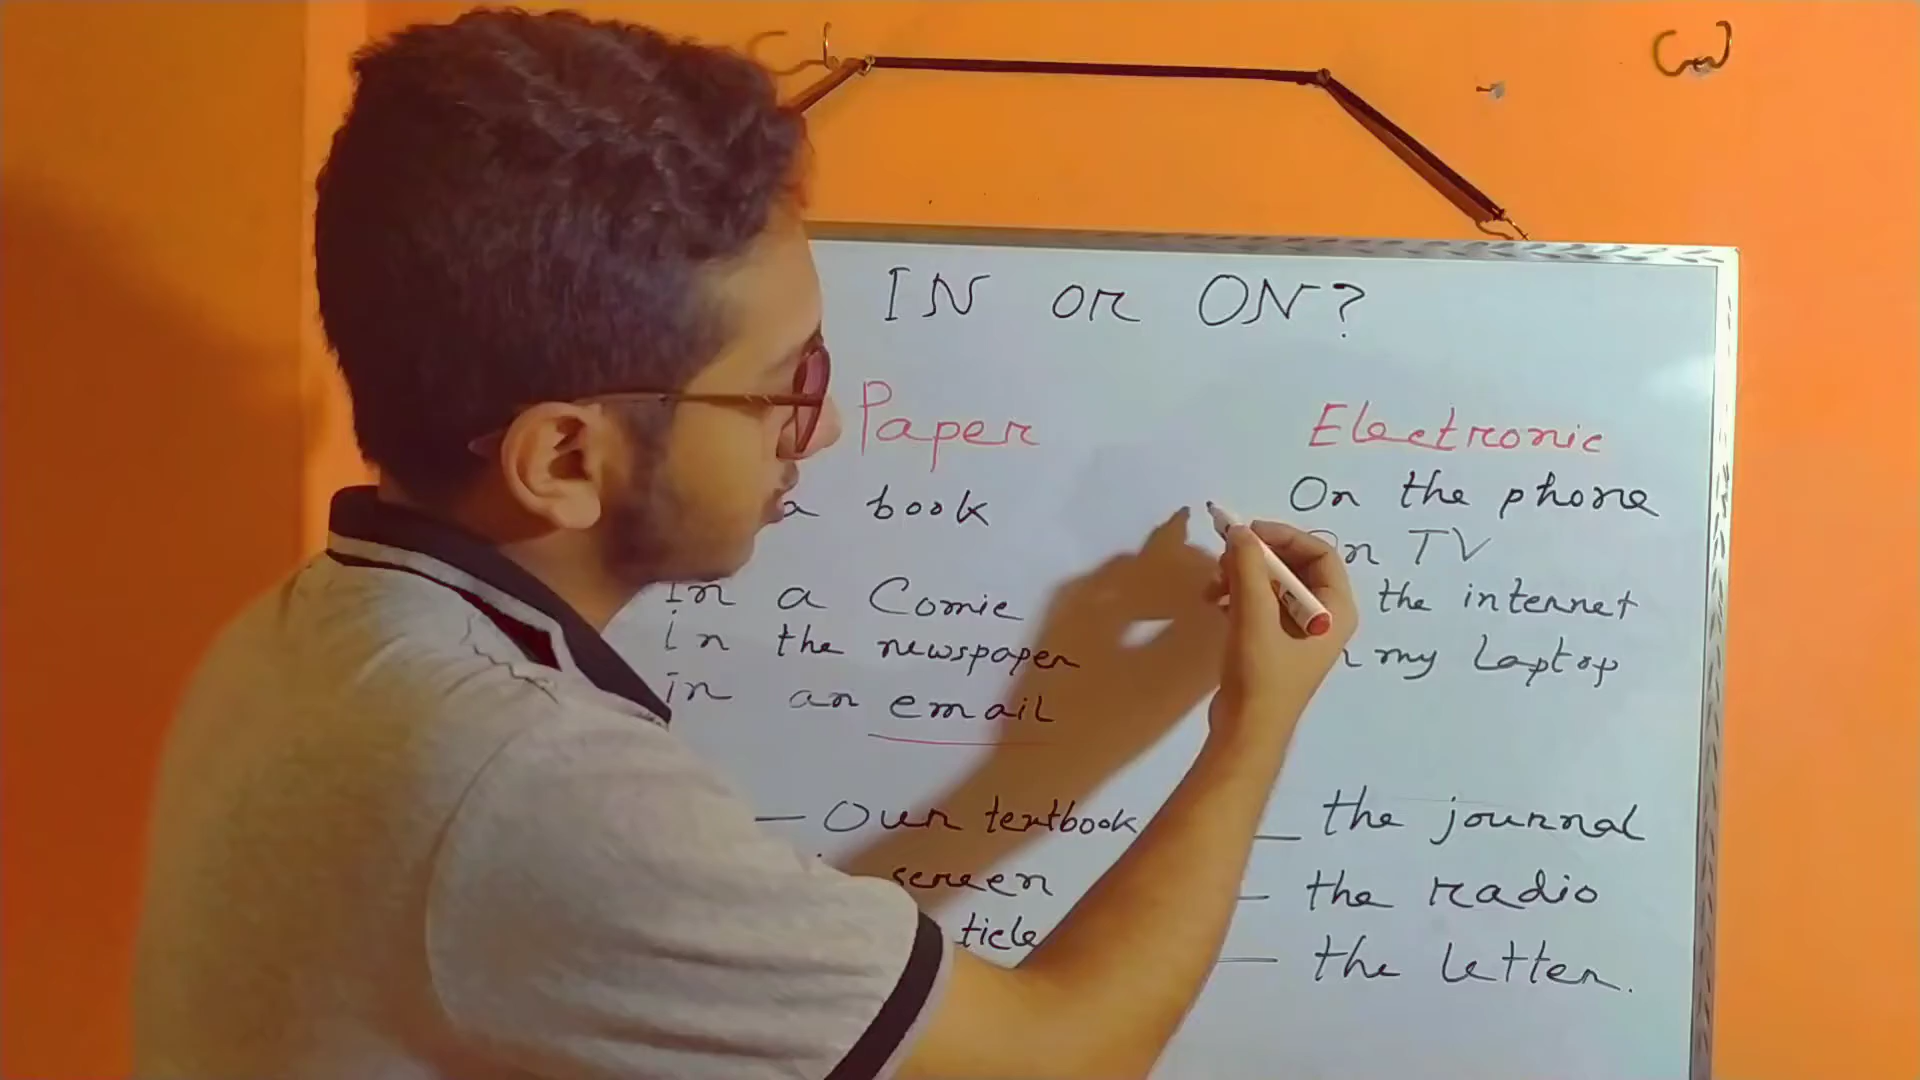 IN or ON?
Paper
Electronic
a book
On the phone
On TV
In a Comic
the internet
in the newspaper
my Laptop
in an email
Our textbook
the journal
screen
the radio
the letter.